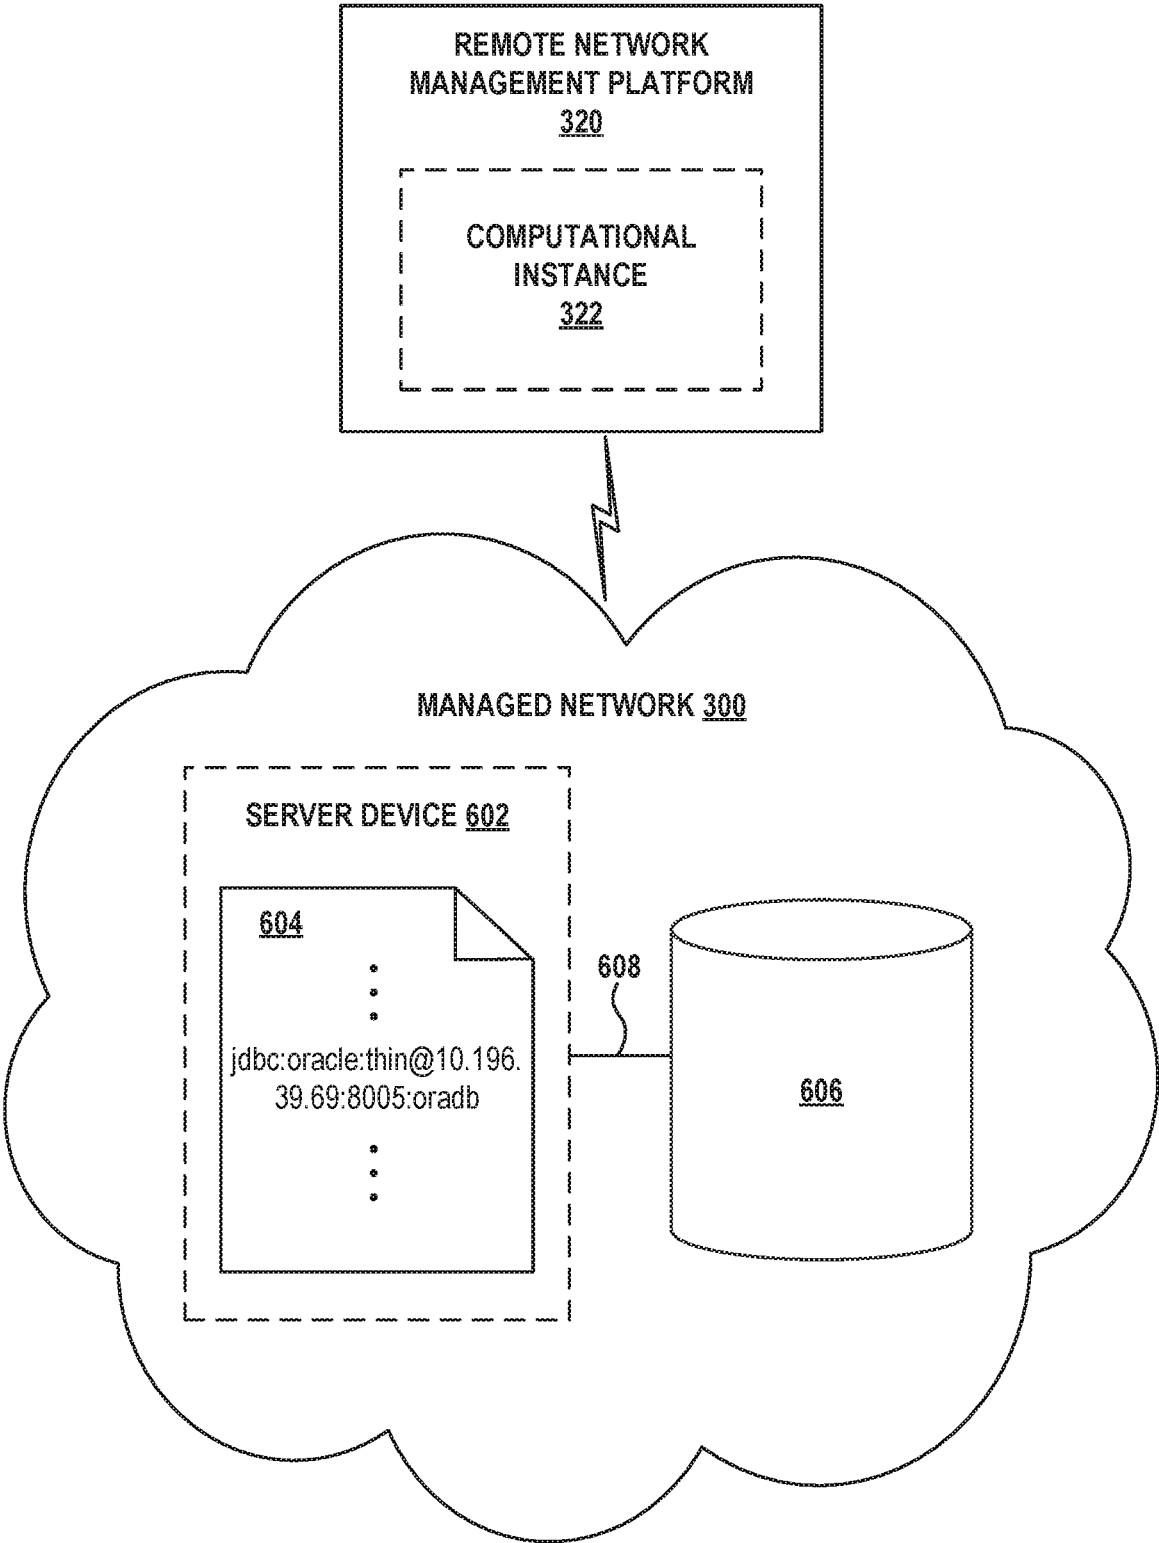 REMOTE NETWORK
MANAGEMENT PLATFORM
320
COMPUTATIONAL
INSTANCE
322
MANAGED NETWORK 300
SERVER DEVICE 602
604
jdbc:oracle:thin@10.196.
39.69:8005:oradb
608
606